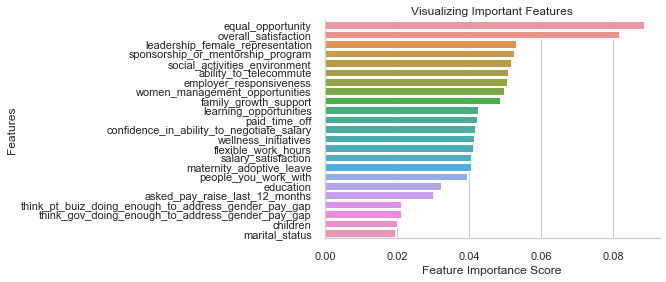 Visualizing Important Features
equal_opportunity
overall_satisfaction
leadership_female_representation
sponsorship_or_mentorship_program
social_activities_environment
ability_to_telecommute
employer_responsiveness
women_management_opportunities
family_growth_support
learning_opportunities
paid_time_off
confidence_in_ability_to_negotiate_salary
wellness_initiatives
flexible_work_hours
salary_satisfaction
maternity_adoptive_leave
people_you_work_with
education
asked_pay_raise_last_12_months
think_pt_buiz_doing_enough_to_address_gender_pay_gap
think_gov_doing_enough_to_address_gender_pay_gap
children
marital_status
Features
0.00 0.02 0.04 0.06 0.08
Feature Importance Score